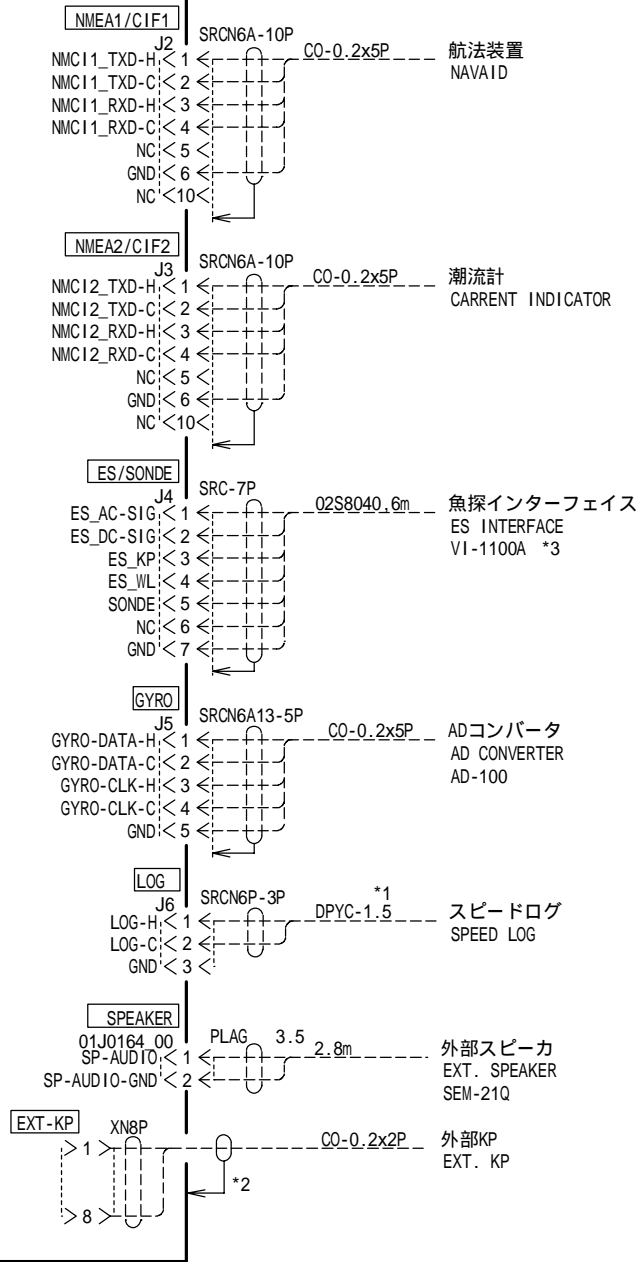 NMEA1/CIF1
J2 SRCN6A-10P
NMCI1_TXD-H 1 CO-0.2x5P 航法装置
NMCI1_TXD-C 2 NAVAID
NMCI1_RXD-H 3
NMCI1_RXD-C 4
NC 5
GND 6
NC 10
NMEA2/CIF2
J3 SRCN6A-10P
NMCI2_TXD-H 1 CO-0.2x5P 潮流計
NMCI2_TXD-C 2 CARRENT INDICATOR
NMCI2_RXD-H 3
NMCI2_RXD-C 4
NC 5
GND 6
NC 10
ES/SONDE
J4 SRC-7P
ES_AC-SIG 1 02S8040,6m 魚探インターフェイス
ES_DC-SIG 2 ES INTERFACE
ES_KP 3 VI-1100A *3
ES_WL 4
SONDE 5
NC 6
GND 7
GYRO
J5 SRCN6A13-5P
GYRO-DATA-H 1 CO-0.2x5P ADコンバータ
GYRO-DATA-C 2 AD CONVERTER
GYRO-CLK-H 3 AD-100
GYRO-CLK-C 4
GND 5
LOG
J6 SRCN6P-3P *1
LOG-H 1 DPYC-1.5 スピードログ
LOG-C 2 SPEED LOG
GND 3
SPEAKER
01J0164_00 PLAG 3.5
SP-AUDIO 1 2.8m 外部スピーカ
SP-AUDIO-GND 2 EXT. SPEAKER
SEM-21Q
EXT-KP XN8P
1 CO-0.2x2P 外部KP
EXT. KP
*2
8